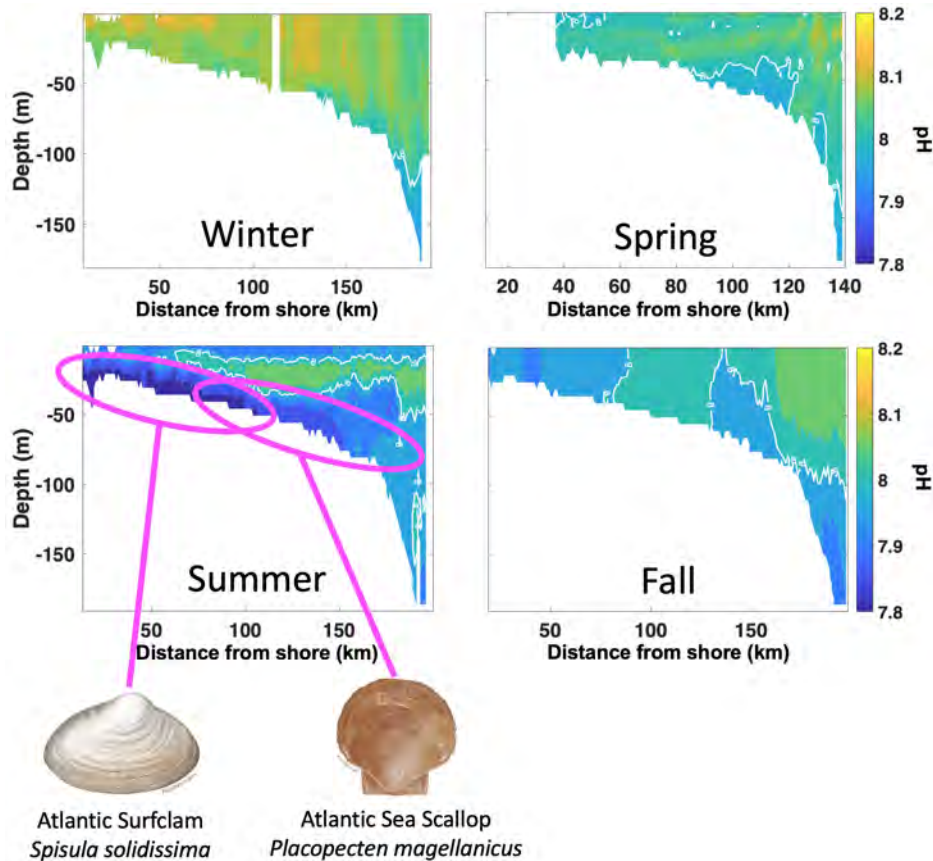 8.2
0
-50
8.1
Depth (m)
-100
8
pH
-150
7.9
Winter
Spring
7.8
50
100
150
20
40
60
80
100
120
140
Distance from shore (km)
Distance from shore (km)
8.2
8.1
-50
Depth (m)
8
pH
-100
7.9
-150
Summer
Fall
7.8
50
100
150
50
100
150
Distance from shore (km)
Distance from shore (km)
Atlantic Surfclam
Spisula solidissima
Atlantic Sea Scallop
Placopecten magellanicus